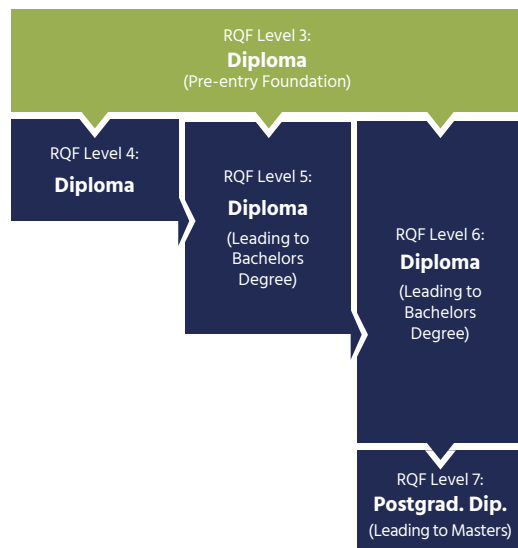 RQF Level 3:
Diploma
(Pre-entry Foundation)
RQF Level 4:
Diploma
RQF Level 5:
Diploma
(Leading to
Bachelors
Degree)
RQF Level 6:
Diploma
(Leading to
Bachelors
Degree)
RQF Level 7:
Postgrad. Dip.
(Leading to Masters)